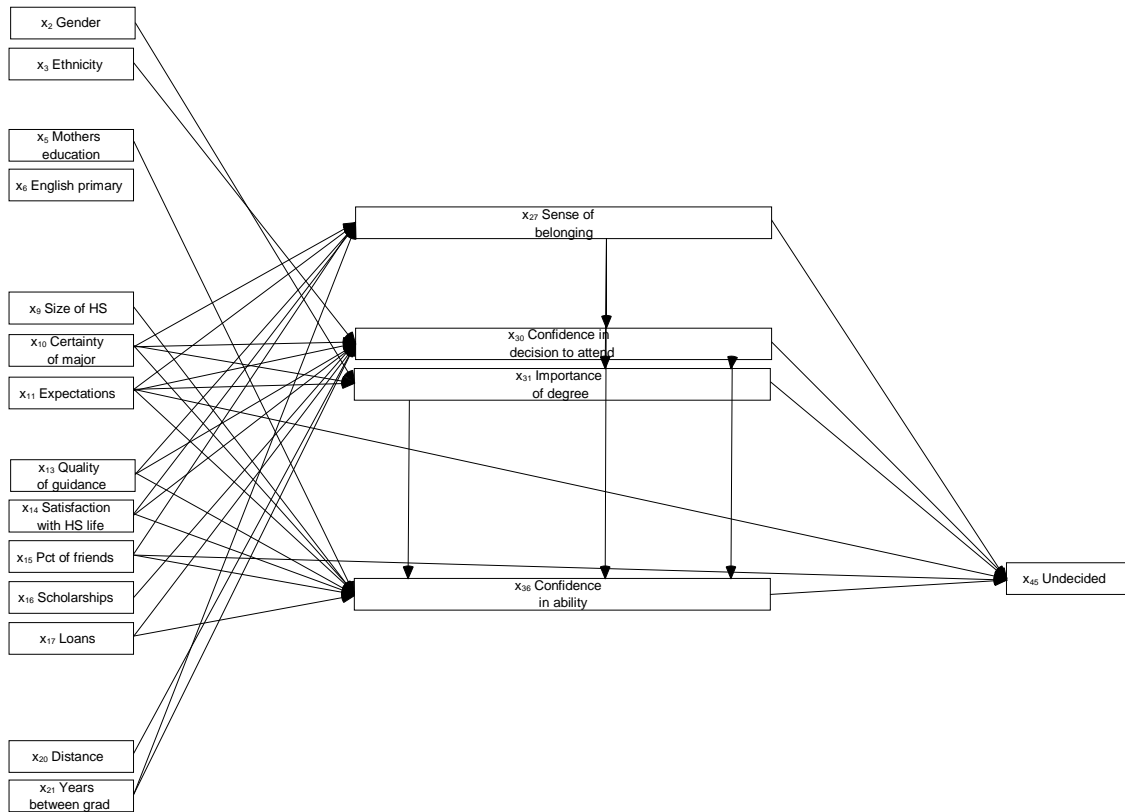 x₂ Gender
x₃ Ethnicity
x₅ Mothers
education
x₆ English primary
x₉ Size of HS
x₁₀ Certainty
of major
x₁₁ Expectations
x₁₃ Quality
of guidance
x₁₄ Satisfaction
with HS life
x₁₅ Pct of friends
x₁₆ Scholarships
x₁₇ Loans
x₂₀ Distance
x₂₁ Years
between grad
x₂₇ Sense of
belonging
x₃₀ Confidence in
decision to attend
x₃₁ Importance
of degree
x₃₆ Confidence
in ability
x₄₅ Undecided